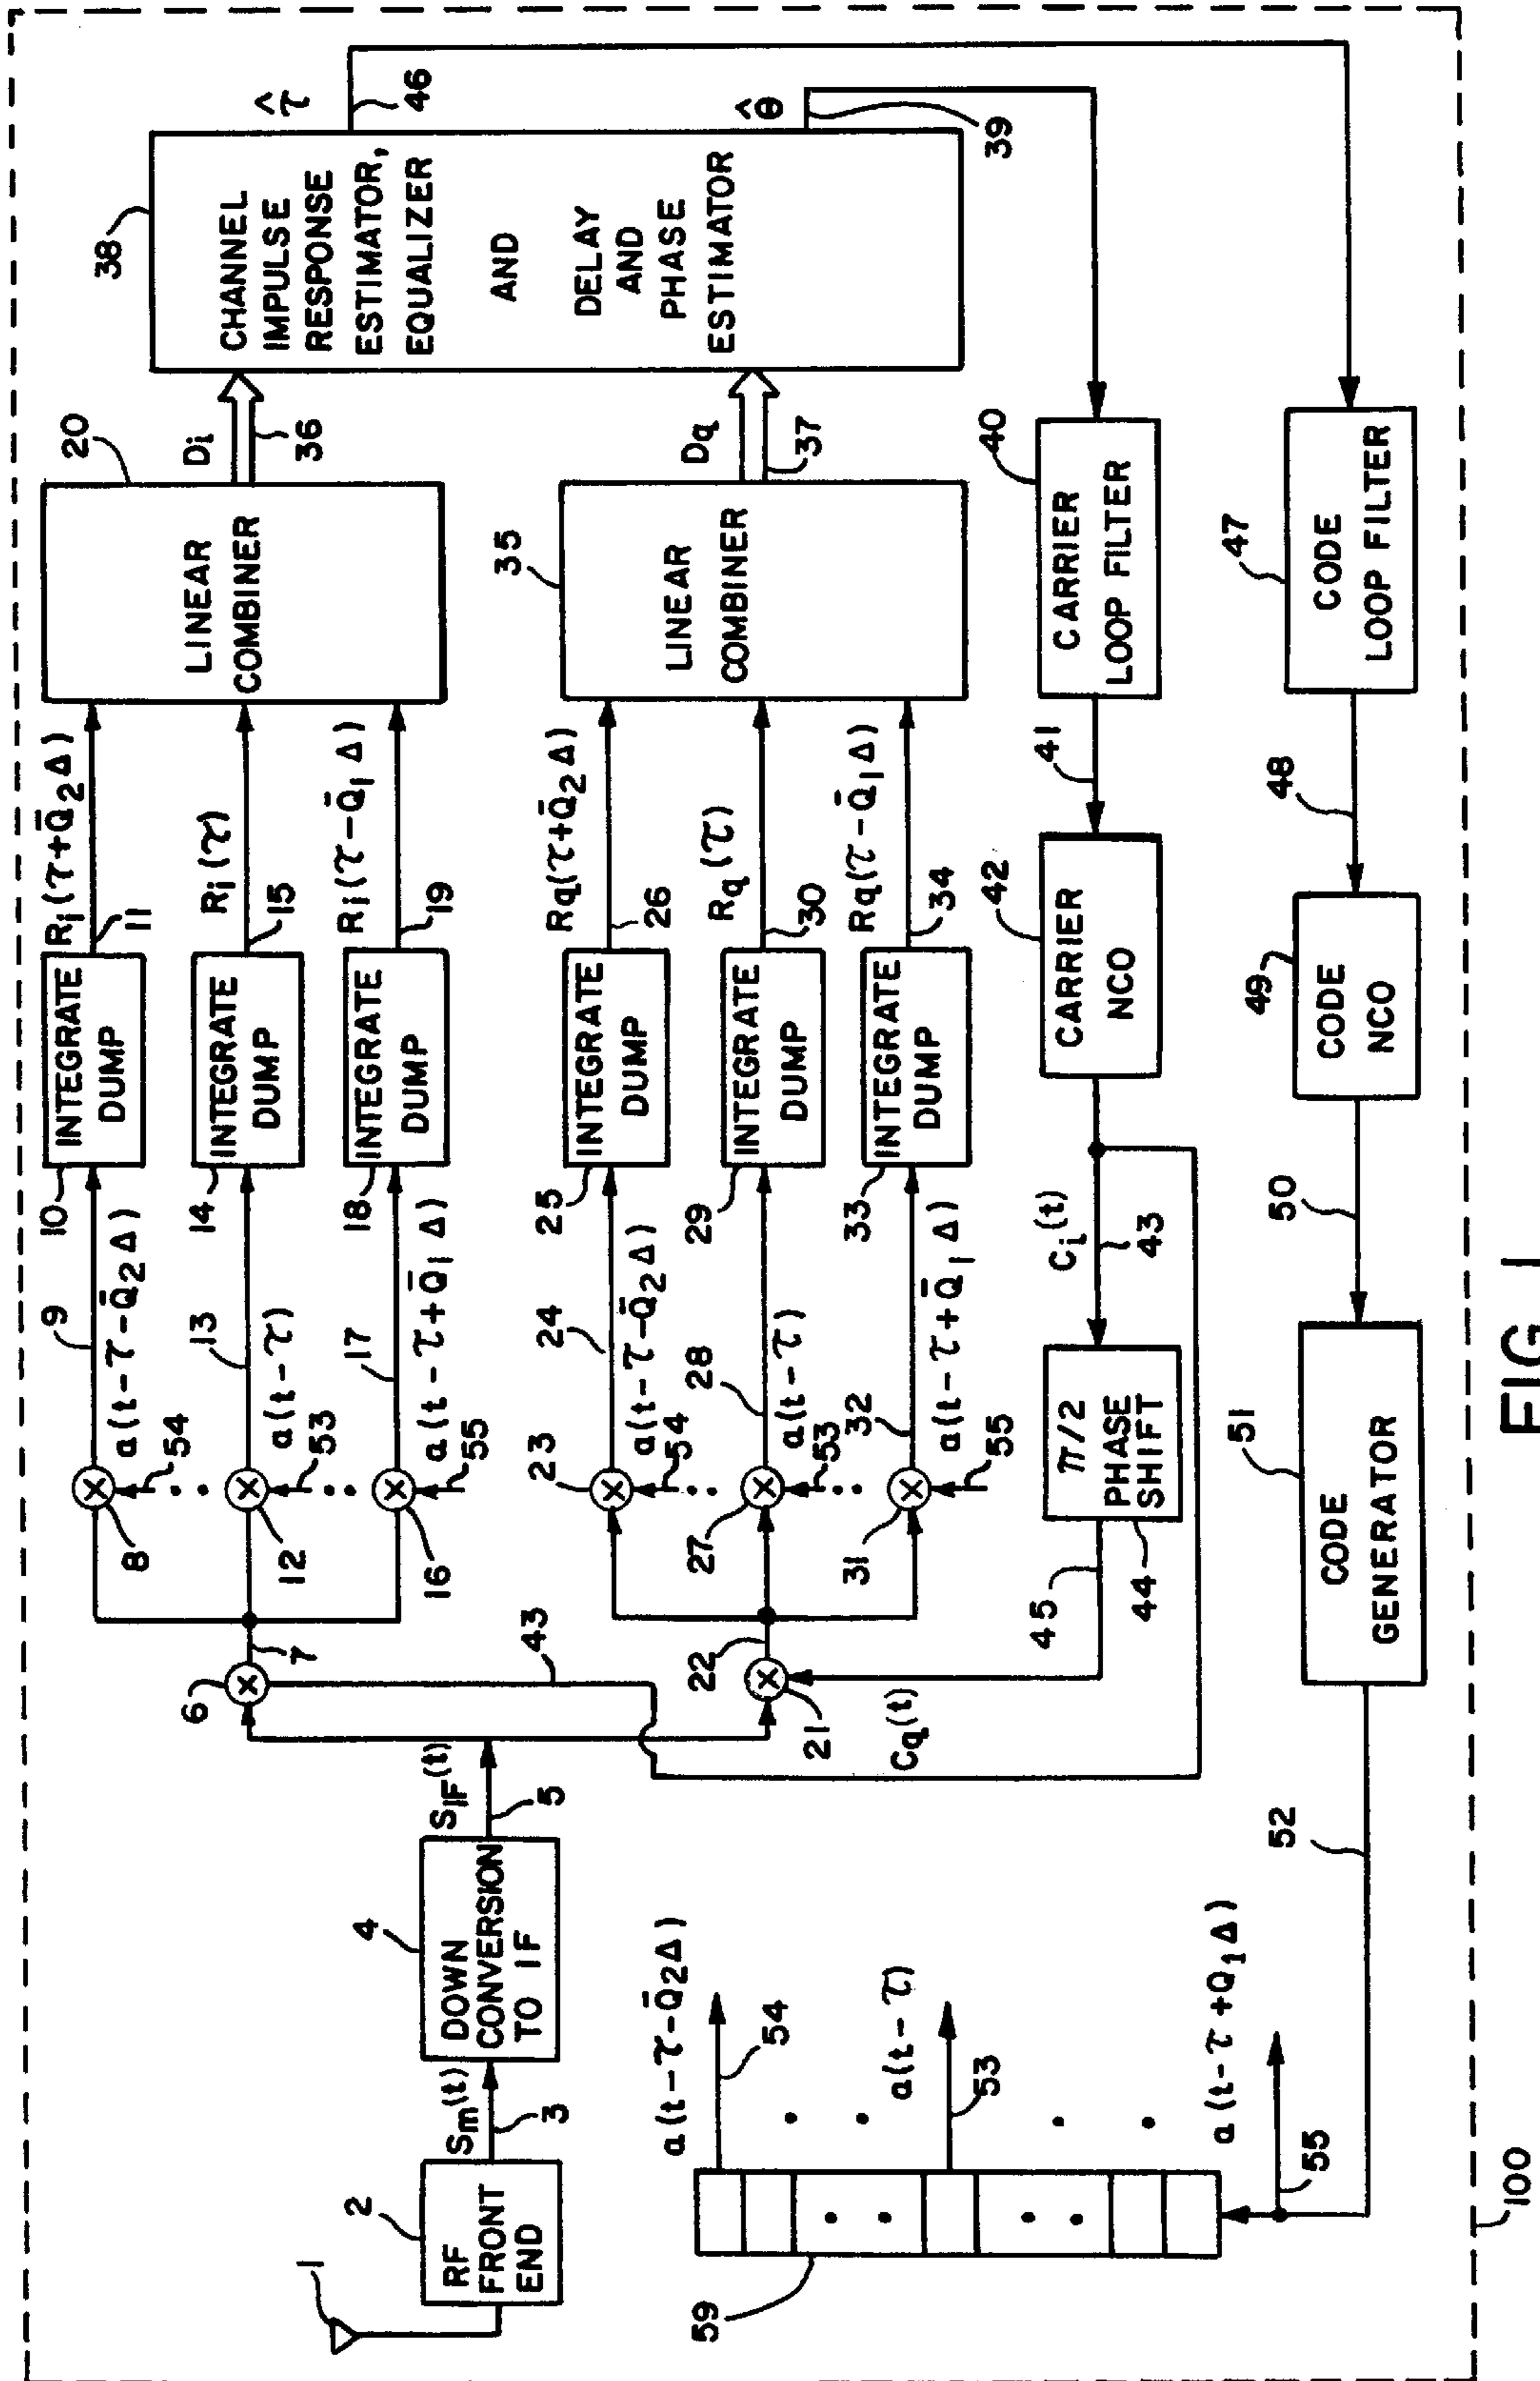 1
2
RF
FRONT
END
Sm(t)
3
4
DOWN
CONVERSION
TO IF
SIF(t)
5
6
7
43
8
54
9
a(t-τ-Q̄2Δ)
10
INTEGRATE
DUMP
Ri(τ+Q̄2Δ)
11
12
53
13
a(t-τ)
14
INTEGRATE
DUMP
Ri(τ)
15
16
55
17
a(t-τ+Q̄1Δ)
18
INTEGRATE
DUMP
Ri(τ-Q̄1Δ)
19
LINEAR
COMBINER
20
Di
36
21
22
Cq(t)
23
54
24
a(t-τ-Q̄2Δ)
25
INTEGRATE
DUMP
Rq(τ+Q̄2Δ)
26
27
53
28
a(t-τ)
29
INTEGRATE
DUMP
Rq(τ)
30
31
55
32
a(t-τ+Q̄1Δ)
33
INTEGRATE
DUMP
Rq(τ-Q̄1Δ)
34
LINEAR
COMBINER
35
Dq
37
38
CHANNEL
IMPULSE
RESPONSE
ESTIMATOR,
EQUALIZER
AND
DELAY
AND
PHASE
ESTIMATOR
τ̂
46
θ̂
39
45
π/2
PHASE
SHIFT
44
Ci(t)
43
CARRIER
NCO
42
41
CARRIER
LOOP FILTER
40
59
a(t-τ-Q̄2Δ)
54
a(t-τ)
53
a(t-τ+Q1Δ)
55
52
CODE
GENERATOR
51
50
CODE
NCO
49
48
CODE
LOOP FILTER
47
100
FIG. 1